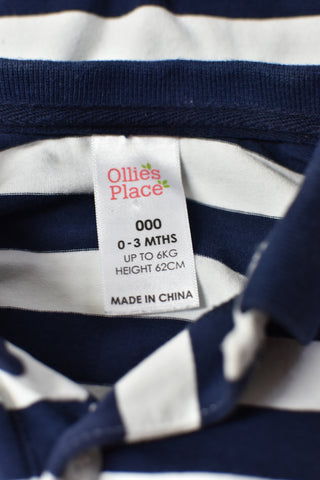 Ollies
Place
000
0-3 MTHS
UP TO 6KG
HEIGHT 62CM
MADE IN CHINA